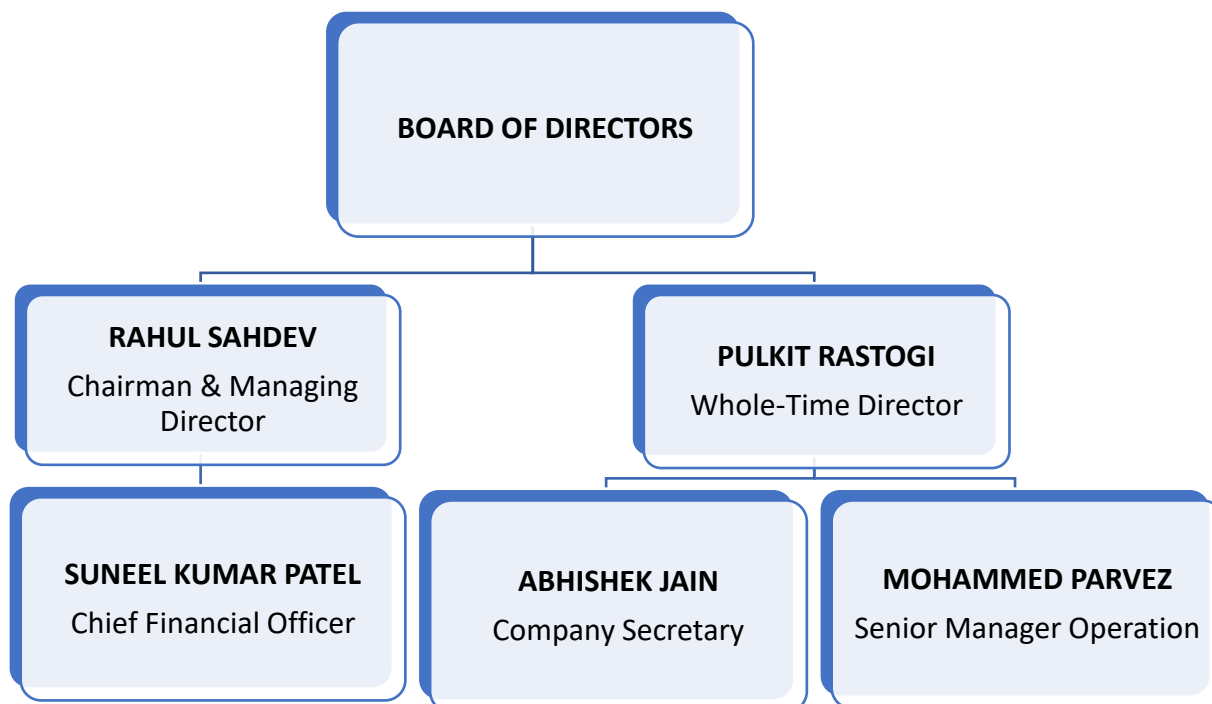 BOARD OF DIRECTORS
RAHUL SAHDEV
Chairman & Managing
Director
PULKIT RASTOGI
Whole-Time Director
SUNEEL KUMAR PATEL
Chief Financial Officer
ABHISHEK JAIN
Company Secretary
MOHAMMED PARVEZ
Senior Manager Operation